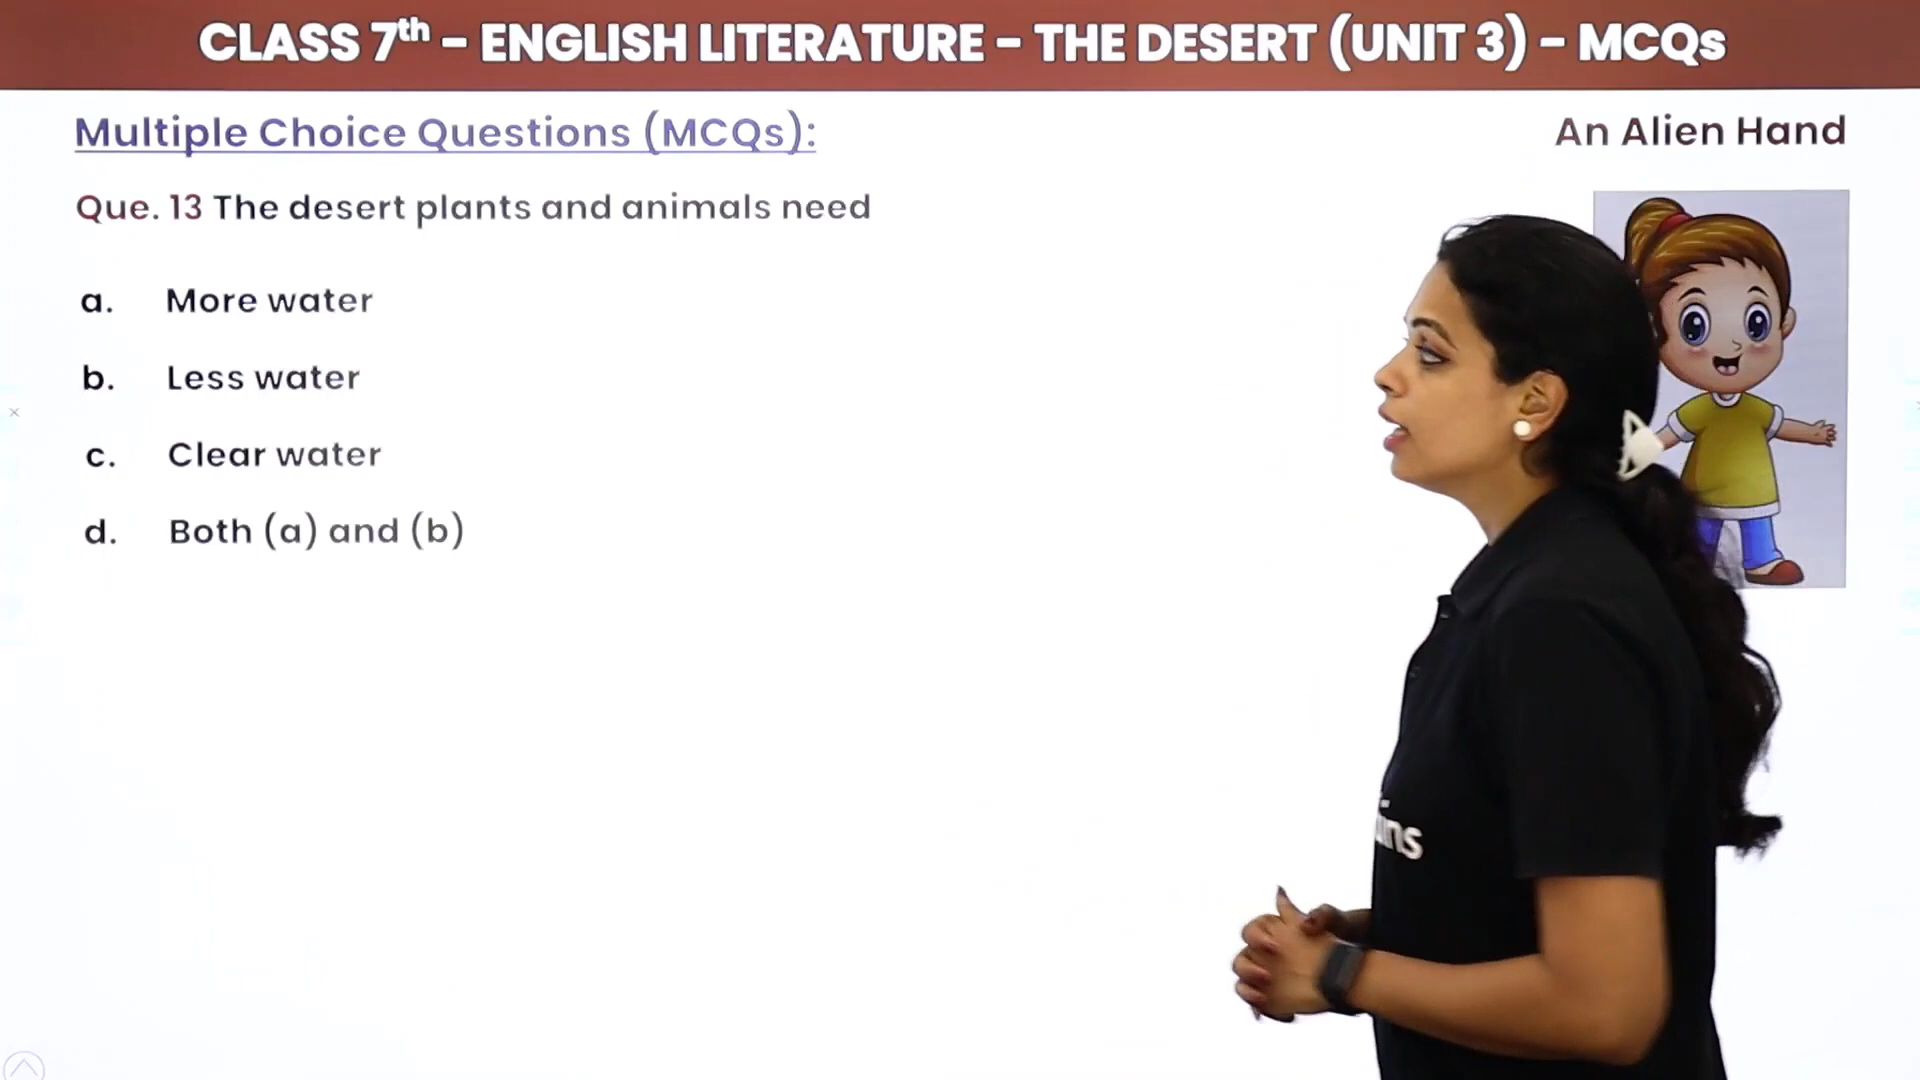 CLASS 7th - ENGLISH LITERATURE - THE DESERT (UNIT 3) - MCQs
Multiple Choice Questions (MCQs):
An Alien Hand
Que. 13 The desert plants and animals need
a. More water
b. Less water
c. Clear water
d. Both (a) and (b)